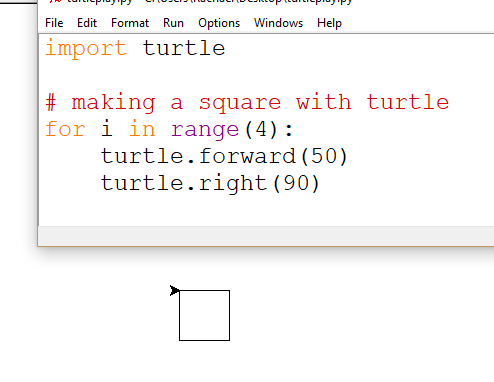 File Edit Format Run Options Windows Help
import turtle
# making a square with turtle
for i in range(4):
    turtle.forward(50)
    turtle.right(90)